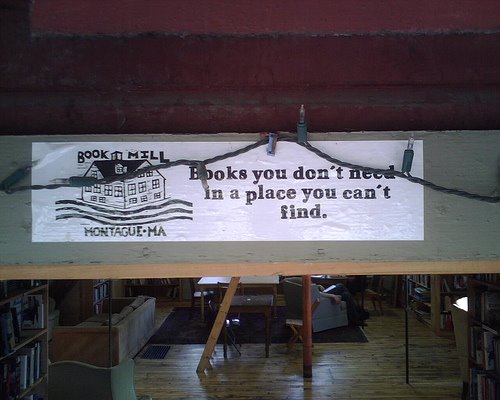 BOOK MILL
MONTAGUE·MA
Books you don't need
in a place you can't
find.